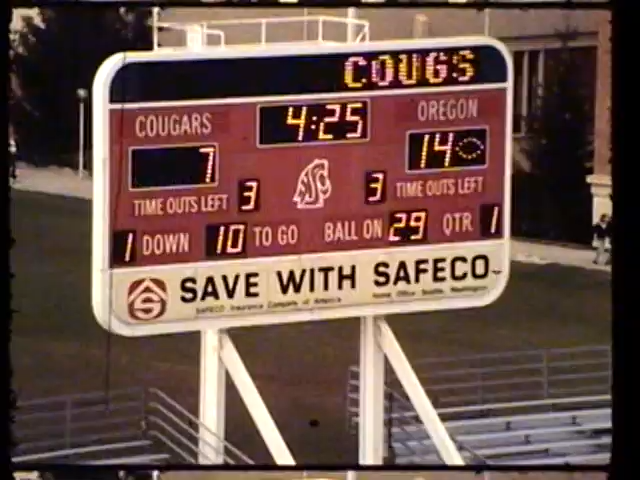 COUGS
COUGARS 4:25 OREGON
7 14
TIME OUTS LEFT 3 WSC 3 TIME OUTS LEFT
1 DOWN 10 TO GO BALL ON 29 QTR 1
S SAVE WITH SAFECO
SAFECO Insurance Company of America Home Office Seattle, Washington